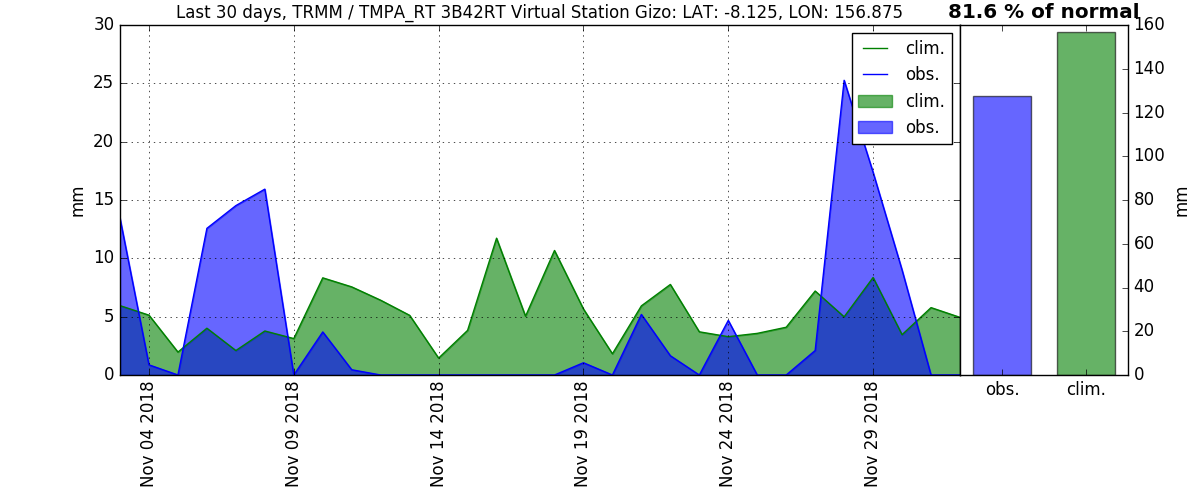 Last 30 days, TRMM / TMPA_RT 3B42RT Virtual Station Gizo: LAT: -8.125, LON: 156.875
81.6 % of normal
30
25
20
15
10
5
0
mm
clim.
obs.
clim.
obs.
Nov 04 2018
Nov 09 2018
Nov 14 2018
Nov 19 2018
Nov 24 2018
Nov 29 2018
160
140
120
100
80
60
40
20
0
mm
obs.
clim.